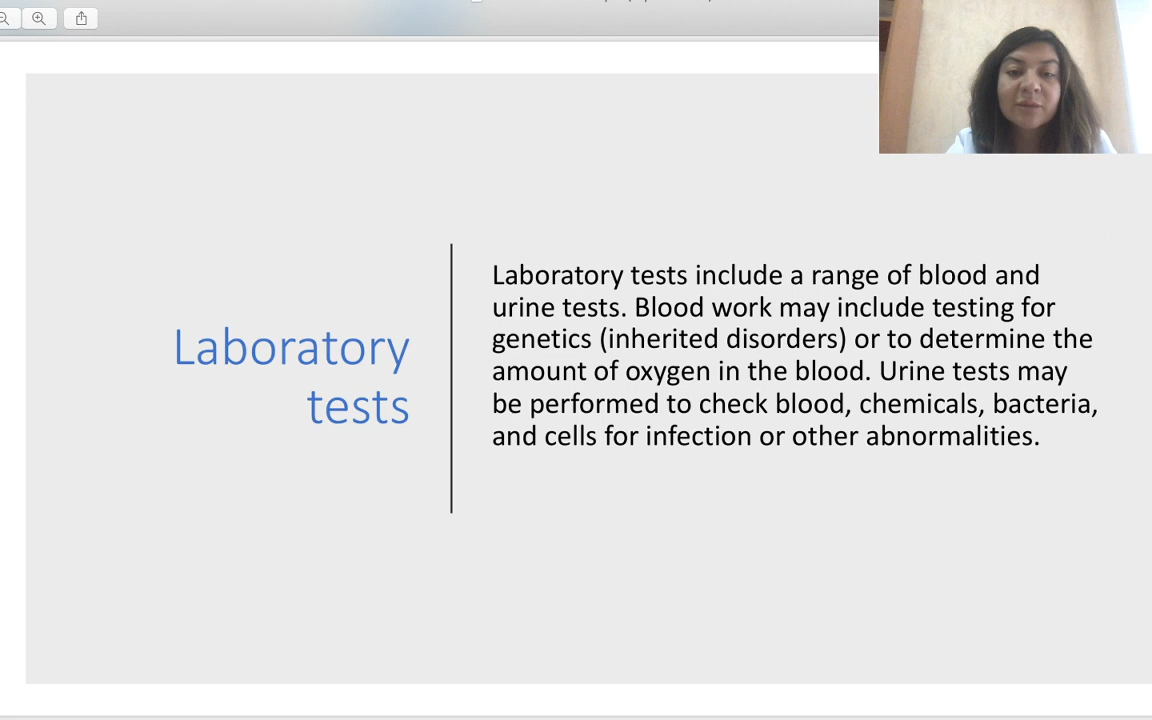 Laboratory
tests
Laboratory tests include a range of blood and
urine tests. Blood work may include testing for
genetics (inherited disorders) or to determine the
amount of oxygen in the blood. Urine tests may
be performed to check blood, chemicals, bacteria,
and cells for infection or other abnormalities.